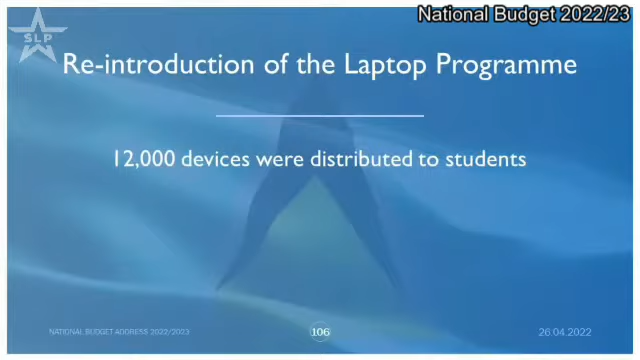 National Budget 2022/23
SLP
Re-introduction of the Laptop Programme
12,000 devices were distributed to students
NATIONAL BUDGET ADDRESS 2022/2023
106
26.04.2022